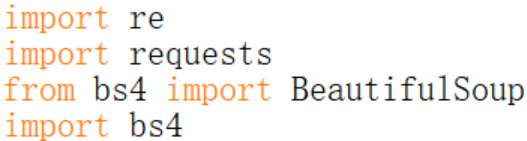 import re
import requests
from bs4 import BeautifulSoup
import bs4